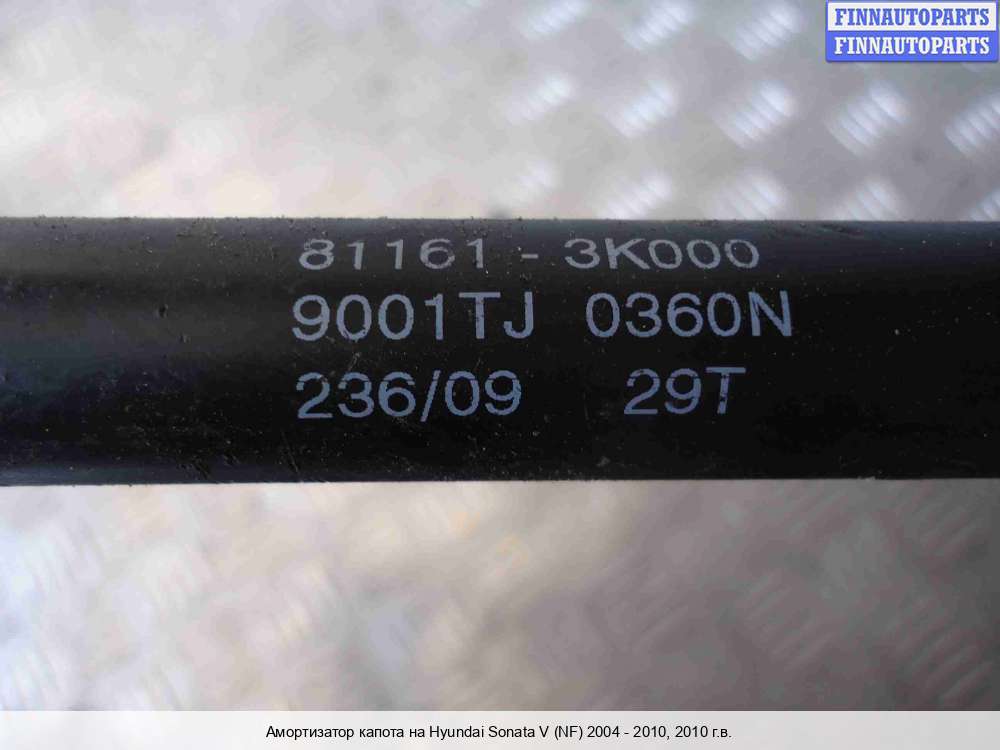 FINNAUTOPARTS
FINNAUTOPARTS
81161 - 3K000
9001TJ 0360N
236/09 29T
Амортизатор капота на Hyundai Sonata V (NF) 2004 - 2010, 2010 г.в.